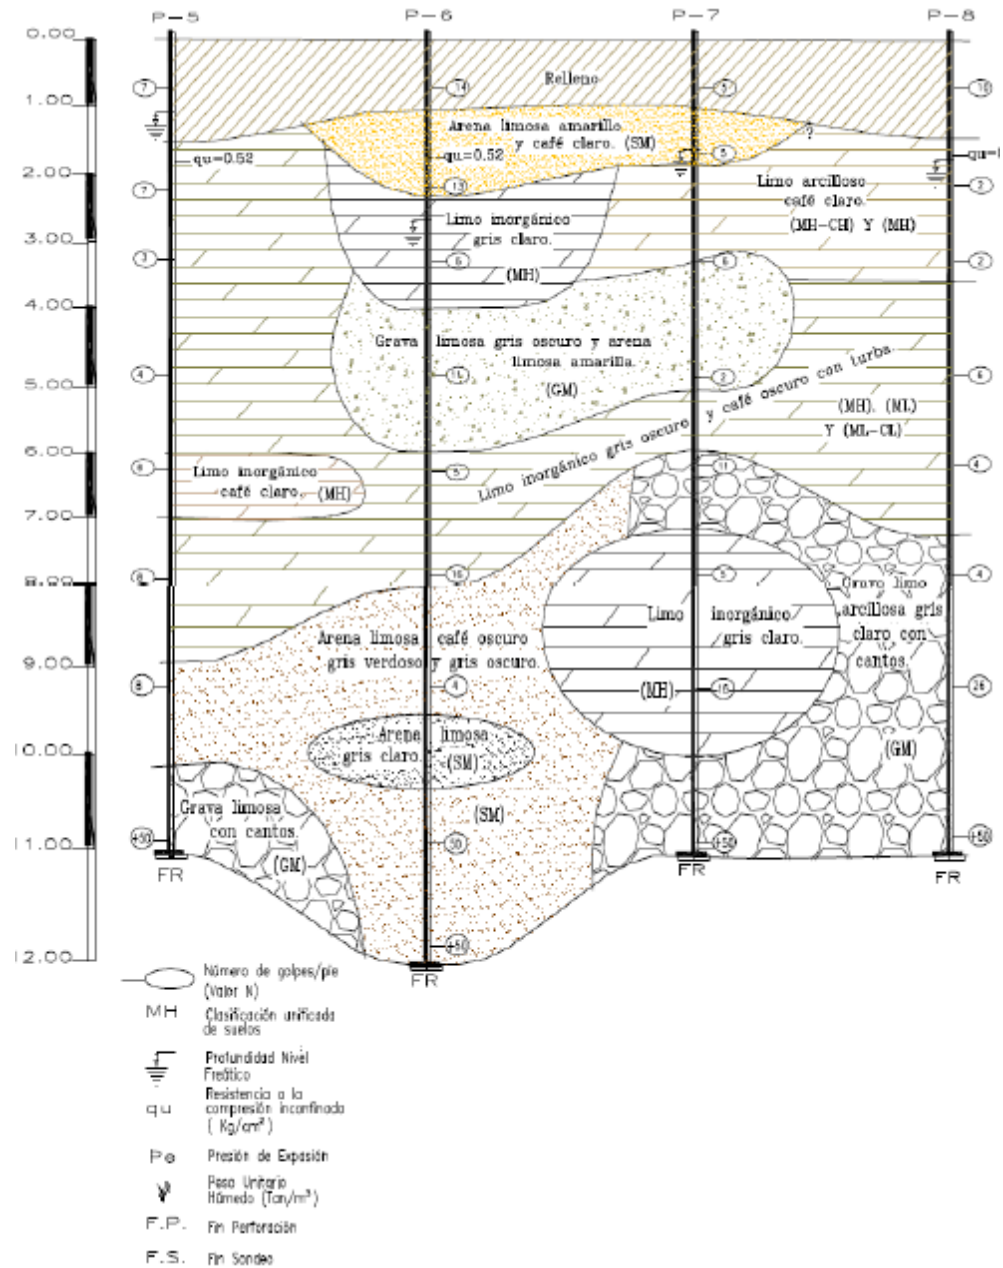 P-5 P-6 P-7 P-8
0.00
Relleno.
7 14 10
1.00
Arena limosa amarillo
y café claro. (SM)
?
qu=0.52 qu=0.52 5
2.00
7 13 2
Limo arcilloso
café claro.
(MH-CH) Y (MH)
Limo inorgánico
gris claro.
(MH)
3.00
3 6 6 2
4.00
Grava limosa gris oscuro y arena
limosa amarilla.
(GM)
4 2 6
5.00
Limo inorgánico gris oscuro y café oscuro con turba.
(MH). (ML)
Y (ML-CL)
6.00
5 11 4
Limo inorgánico
café claro. (MH)
7.00
8.00
16 5 4
Grava limo
arcillosa gris
claro con
cantos.
(GM)
Limo inorgánico
gris claro.
(MH)
Arena limosa café oscuro
gris verdoso y gris oscuro.
9.00
4 16 26
10.00
Arena limosa
gris claro. (SM)
(SM)
Grava limosa
con cantos.
(GM)
11.00
+50 50 +50 +50
FR FR FR
12.00
+50
FR
Número de golpes/pie
(Valor N)
MH Clasificación unificada
de suelos
Profundidad Nivel
Freático
qu Resistencia a la
compresión inconfinada
( Kg/cm²)
Pe Presión de Expasión
Peso Unitario
Húmedo (Ton/m³)
F.P. Fin Perforación
F.S. Fin Sondeo